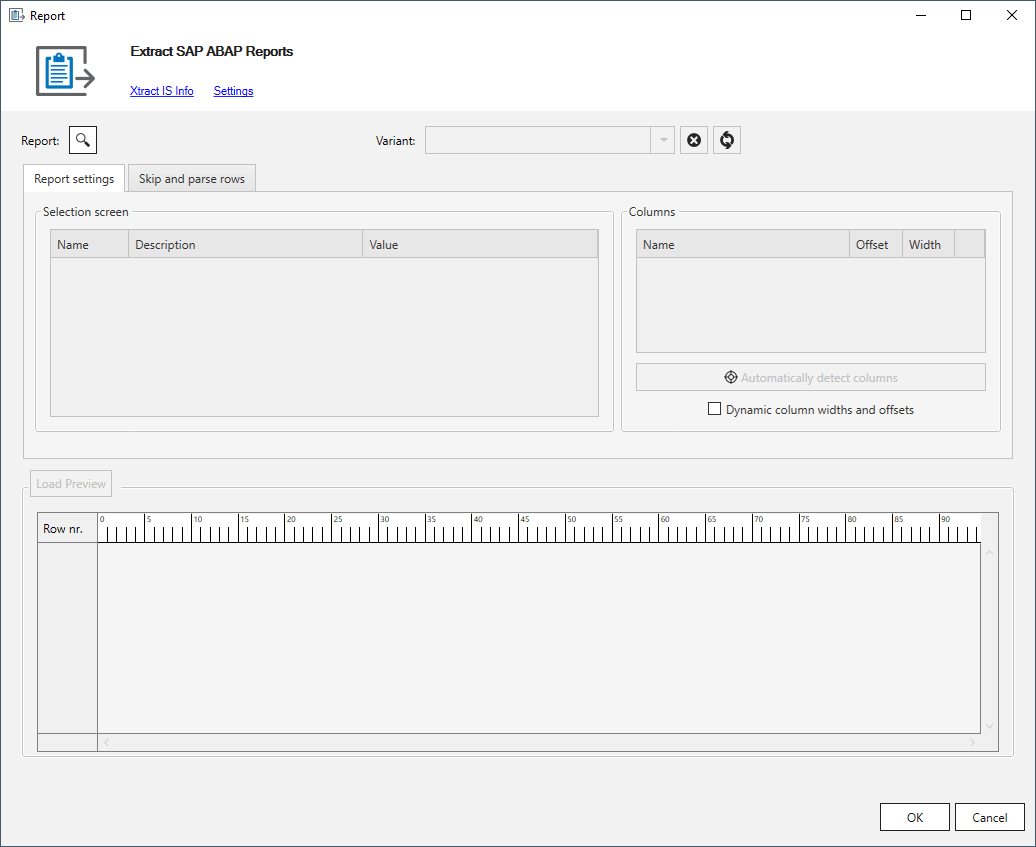 Report
Extract SAP ABAP Reports
Xtract IS Info Settings
Report: Variant:
Report settings Skip and parse rows
Selection screen Columns
Name Description Value Name Offset Width
Automatically detect columns
Dynamic column widths and offsets
Load Preview
Row nr. 0 5 10 15 20 25 30 35 40 45 50 55 60 65 70 75 80 85 90
OK Cancel